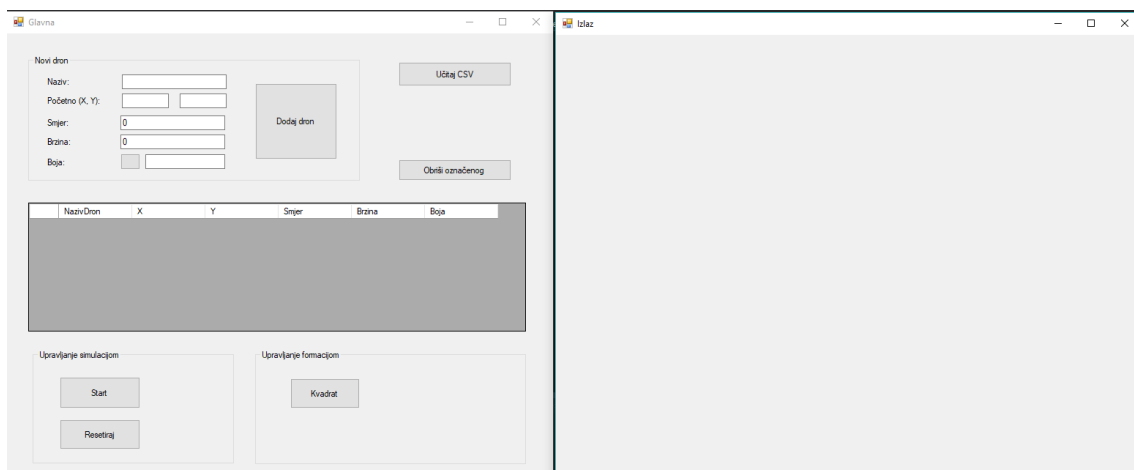 Glavna
Izlaz
Novi dron
Naziv:
Početno (X, Y):
Smjer: 0
Brzina: 0
Boja:
Dodaj dron
Učitaj CSV
Obriši označenog
NazivDron X Y Smjer Brzina Boja
Upravljanje simulacijom
Start
Resetiraj
Upravljanje formacijom
Kvadrat